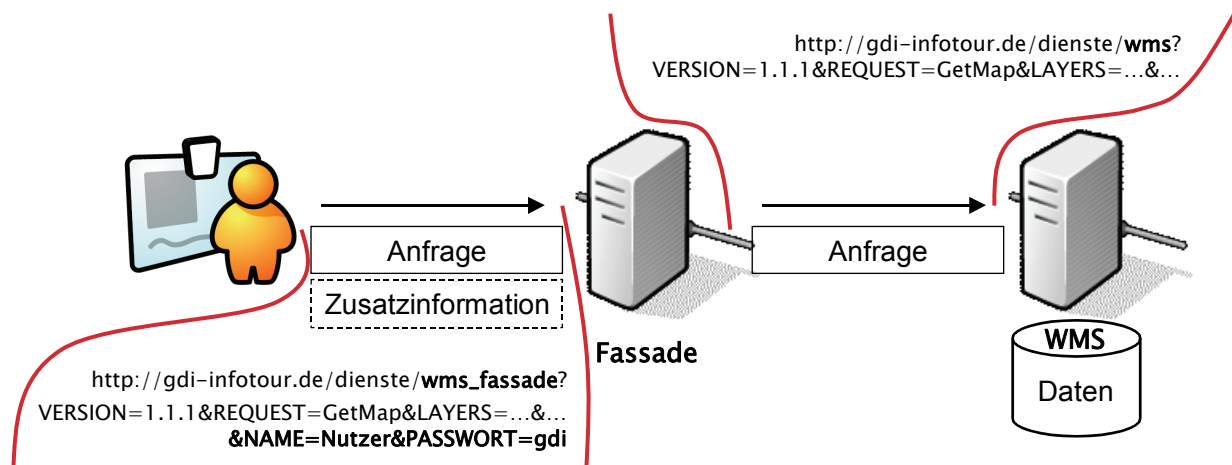 http://gdi-infotour.de/dienste/wms?
VERSION=1.1.1&REQUEST=GetMap&LAYERS=...&...
Anfrage
Zusatzinformation
Anfrage
Fassade
WMS
Daten
http://gdi-infotour.de/dienste/wms_fassade?
VERSION=1.1.1&REQUEST=GetMap&LAYERS=...&...
&NAME=Nutzer&PASSWORT=gdi